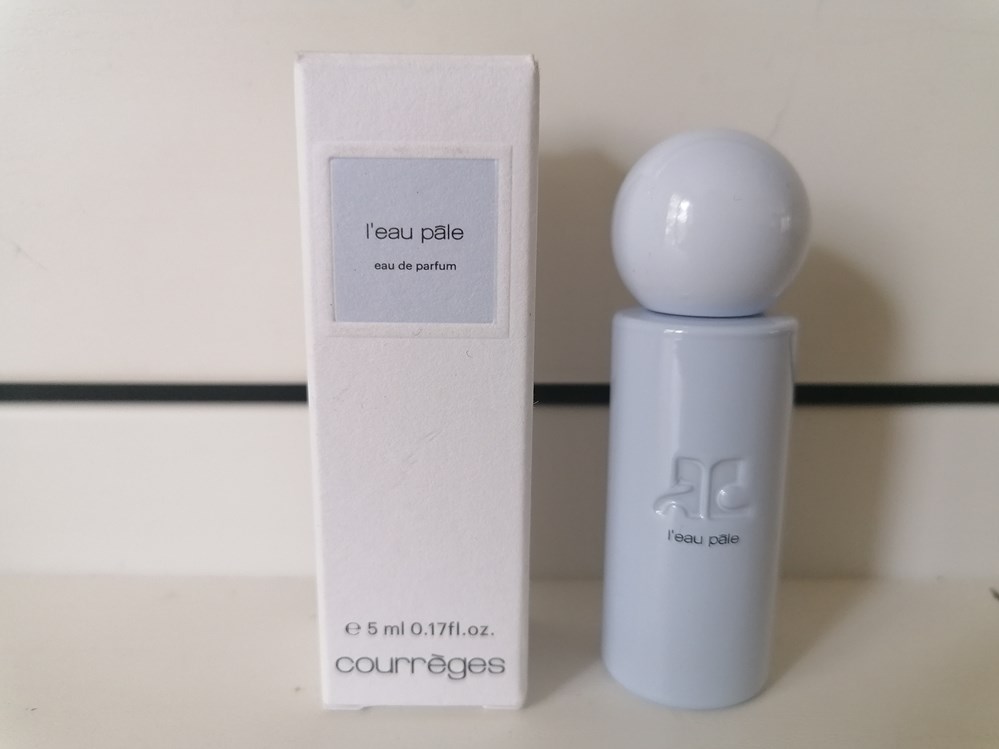 l'eau pâle
eau de parfum
℮ 5 ml 0.17fl.oz.
courrèges
l'eau pâle